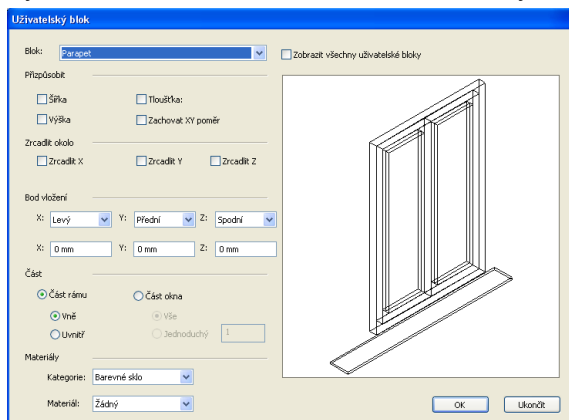 Uživatelský blok
Blok: Parapet
Zobrazit všechny uživatelské bloky
Přizpůsobit
Šířka Tloušťka:
Výška Zachovat XY poměr
Zrcadlit okolo
Zrcadlit X Zrcadlit Y Zrcadlit Z
Bod vložení
X: Levý Y: Přední Z: Spodní
X: 0 mm Y: 0 mm Z: 0 mm
Část
Část rámu Část okna
Vně Vše
Uvnitř Jednoduchý 1
Materiály
Kategorie: Barevné sklo
Materiál: Žádný
OK Ukončit